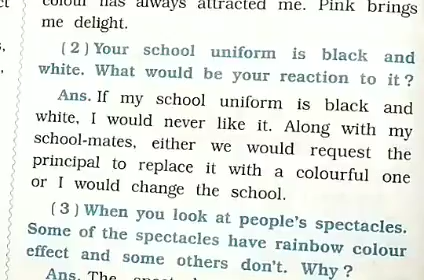 colour has always attracted me. Pink brings
me delight.
( 2 ) Your school uniform is black and
white. What would be your reaction to it ?
Ans. If my school uniform is black and
white, I would never like it. Along with my
school-mates, either we would request the
principal to replace it with a colourful one
or I would change the school.
( 3 ) When you look at people's spectacles.
Some of the spectacles have rainbow colour
effect and some others don't. Why ?
Ans. The